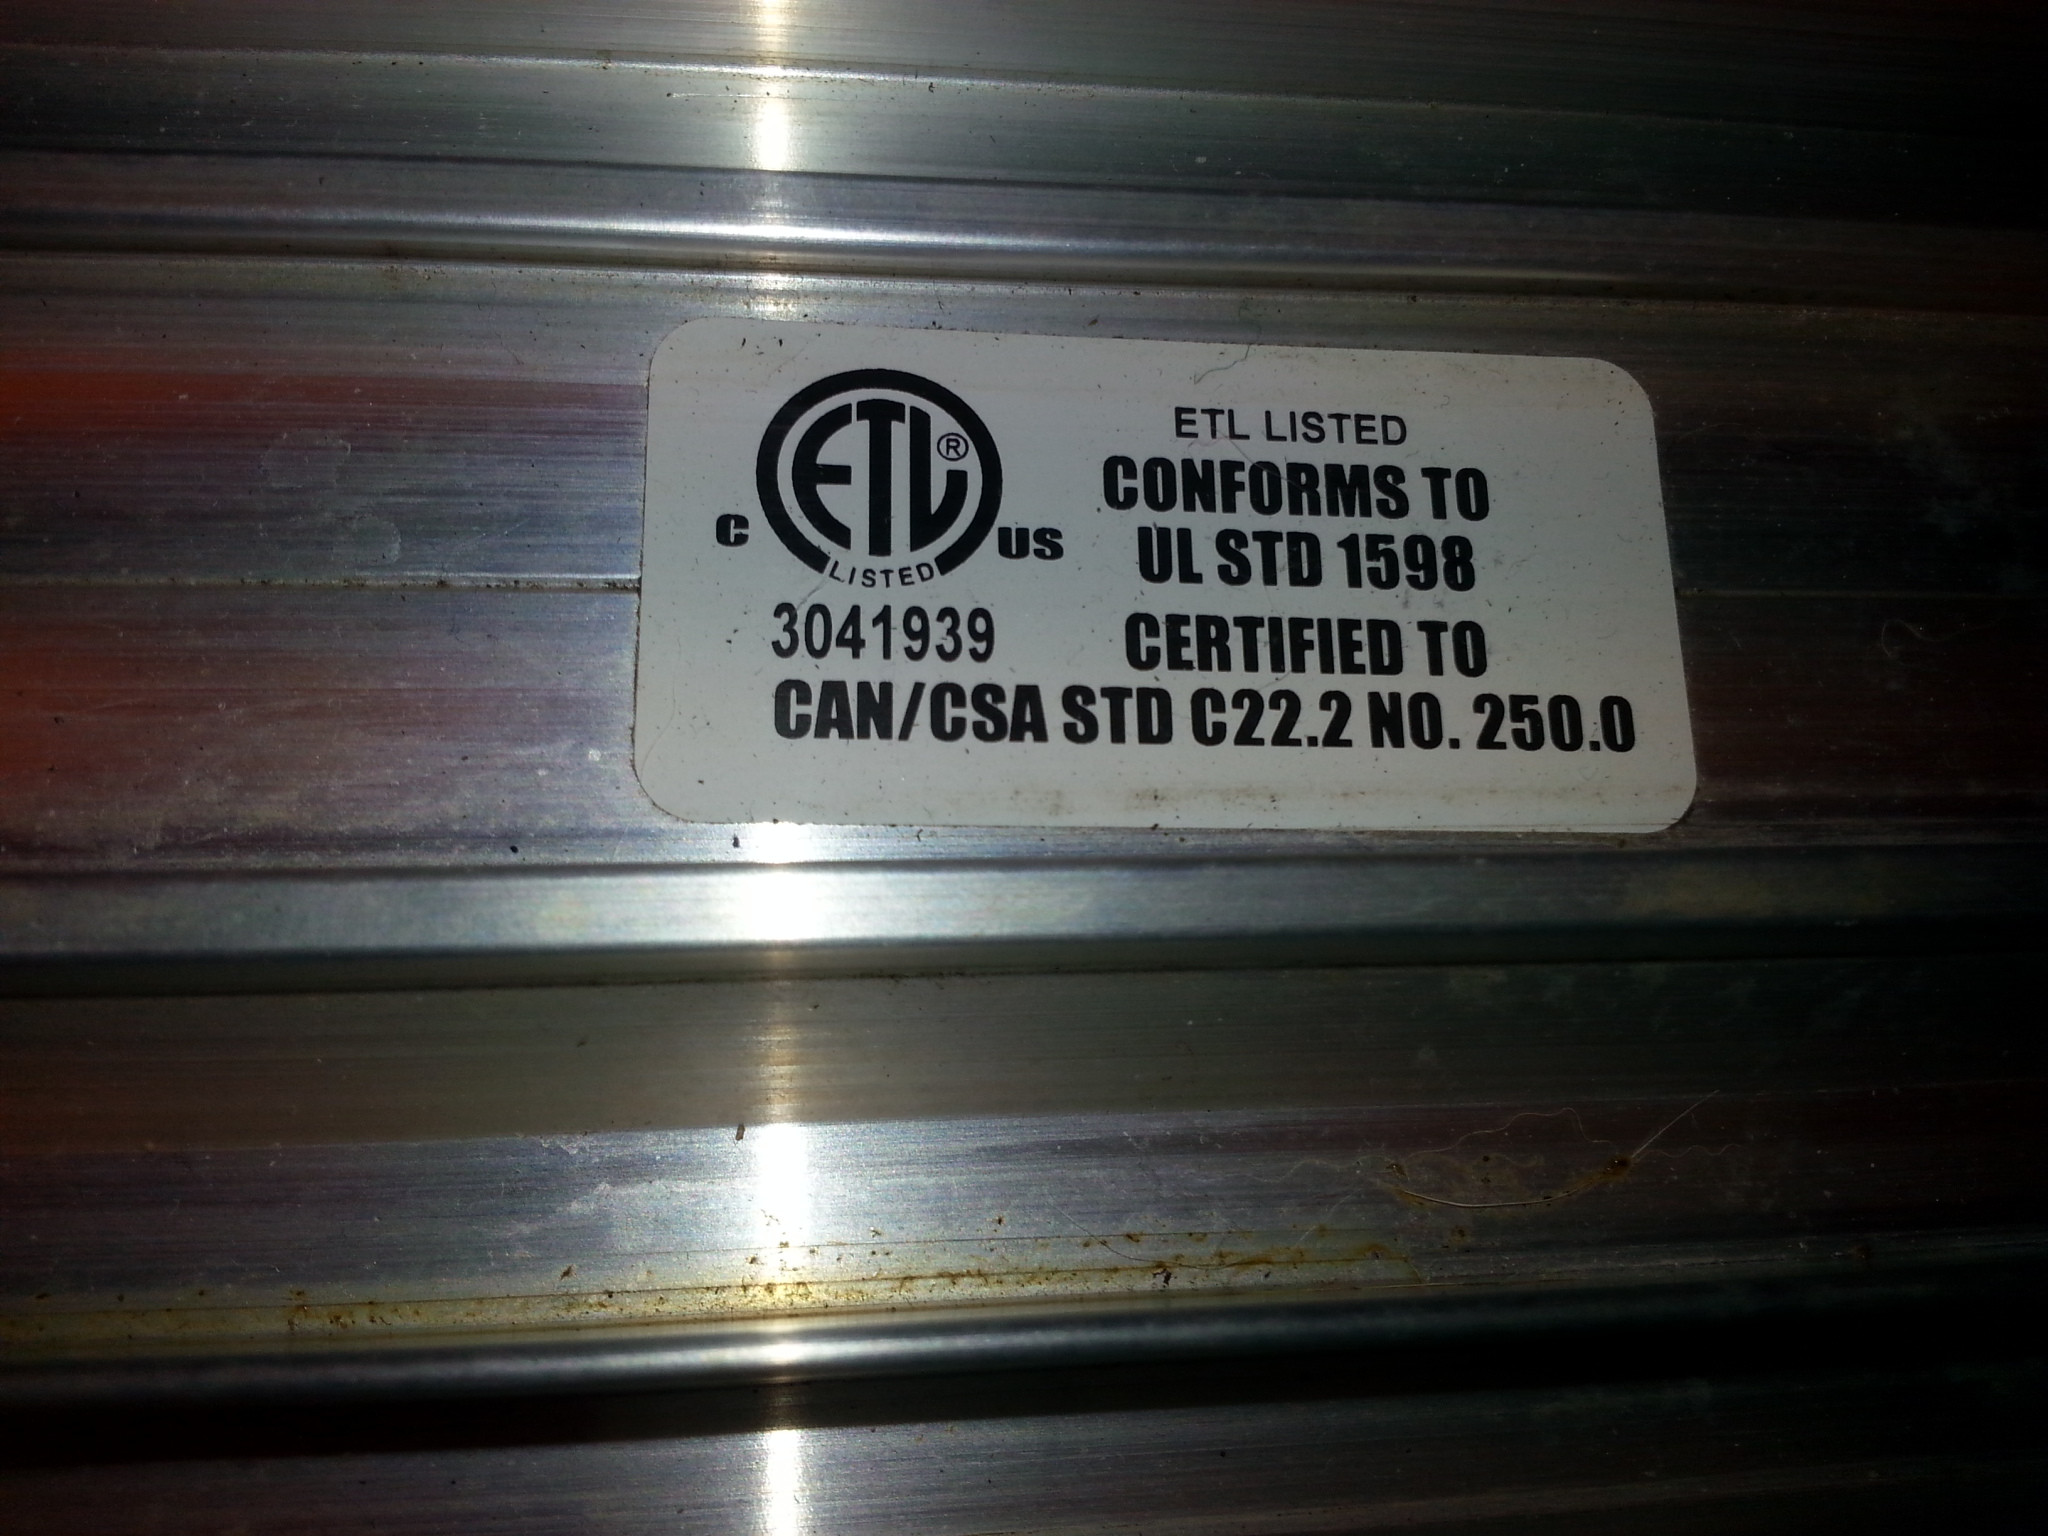 ETL®
C US
LISTED
3041939
ETL LISTED
CONFORMS TO
UL STD 1598
CERTIFIED TO
CAN/CSA STD C22.2 NO. 250.0